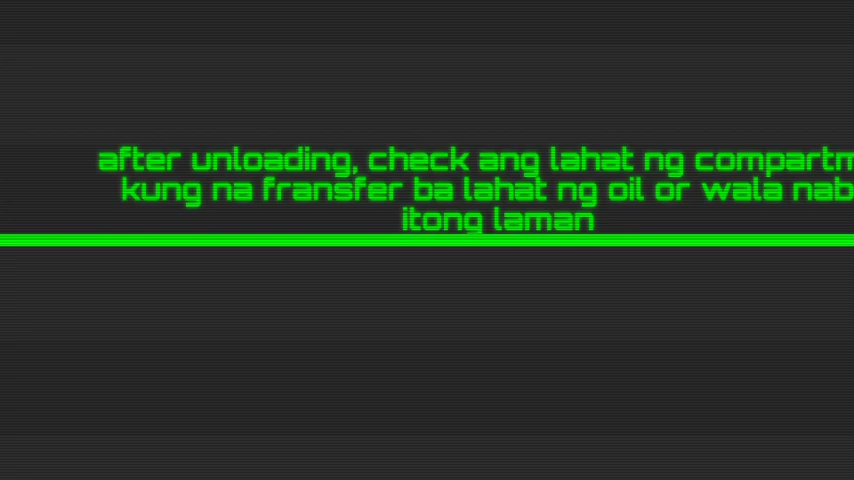 after unloading, check ang lahat ng compartm
kung na fransfer ba lahat ng oil or wala nab
itong laman